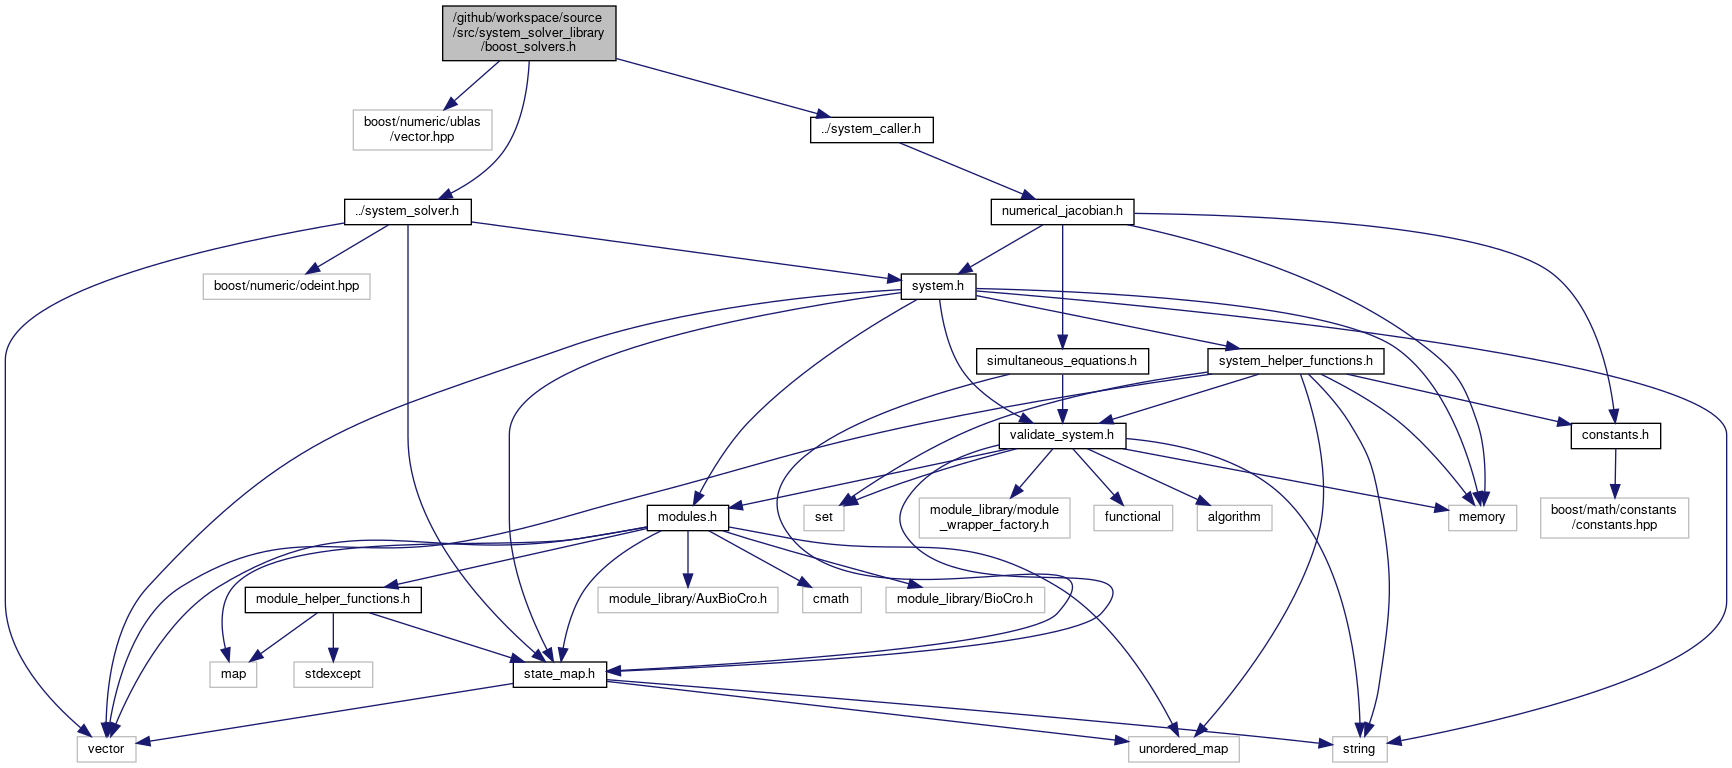 /github/workspace/source
/src/system_solver_library
/boost_solvers.h
boost/numeric/ublas
/vector.hpp
../system_caller.h
../system_solver.h
numerical_jacobian.h
boost/numeric/odeint.hpp
system.h
simultaneous_equations.h
system_helper_functions.h
validate_system.h
constants.h
modules.h
set
module_library/module
_wrapper_factory.h
functional
algorithm
memory
boost/math/constants
/constants.hpp
module_helper_functions.h
module_library/AuxBioCro.h
cmath
module_library/BioCro.h
map
stdexcept
state_map.h
vector
unordered_map
string